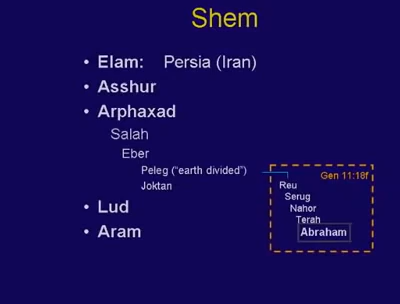 Shem
• Elam: Persia (Iran)
• Asshur
• Arphaxad
Salah
Eber
Peleg ("earth divided")
Joktan
• Lud
• Aram
Gen 11:18f
Reu
Serug
Nahor
Terah
Abraham